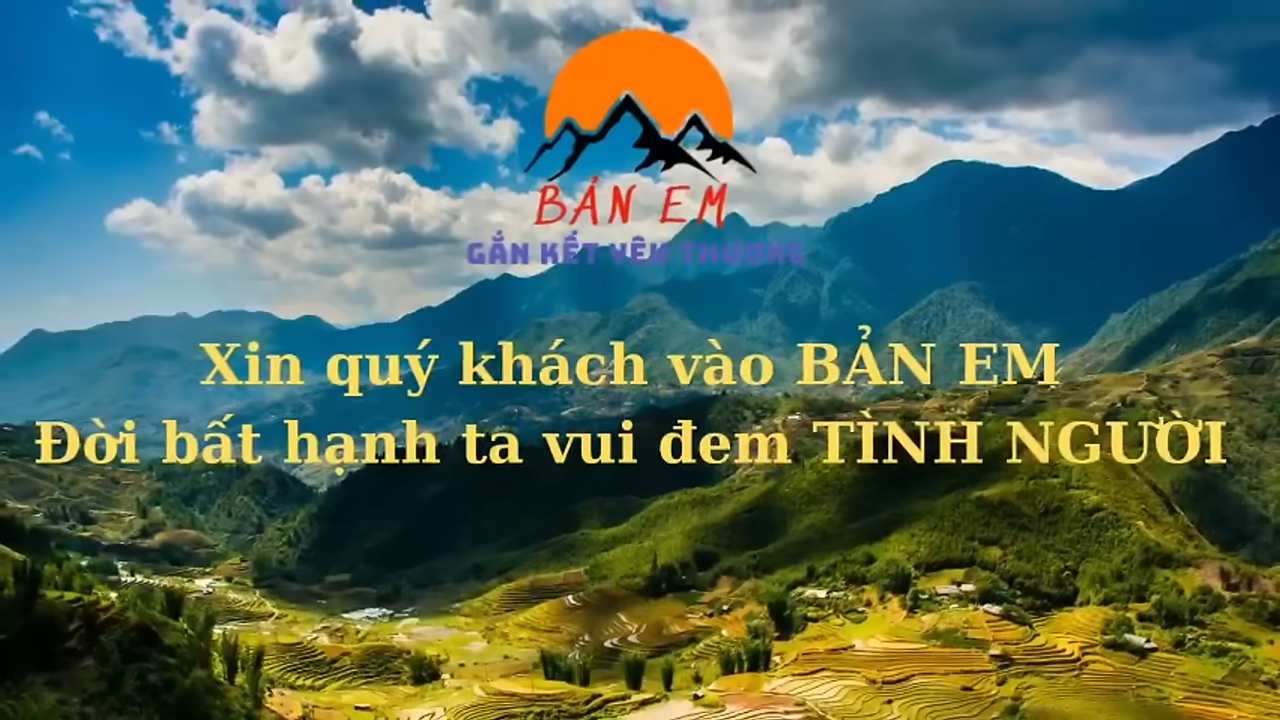 BẢN EM
GẮN KẾT YÊU THƯƠNG
Xin quý khách vào BẢN EM
Đời bất hạnh ta vui đem TÌNH NGƯỜI